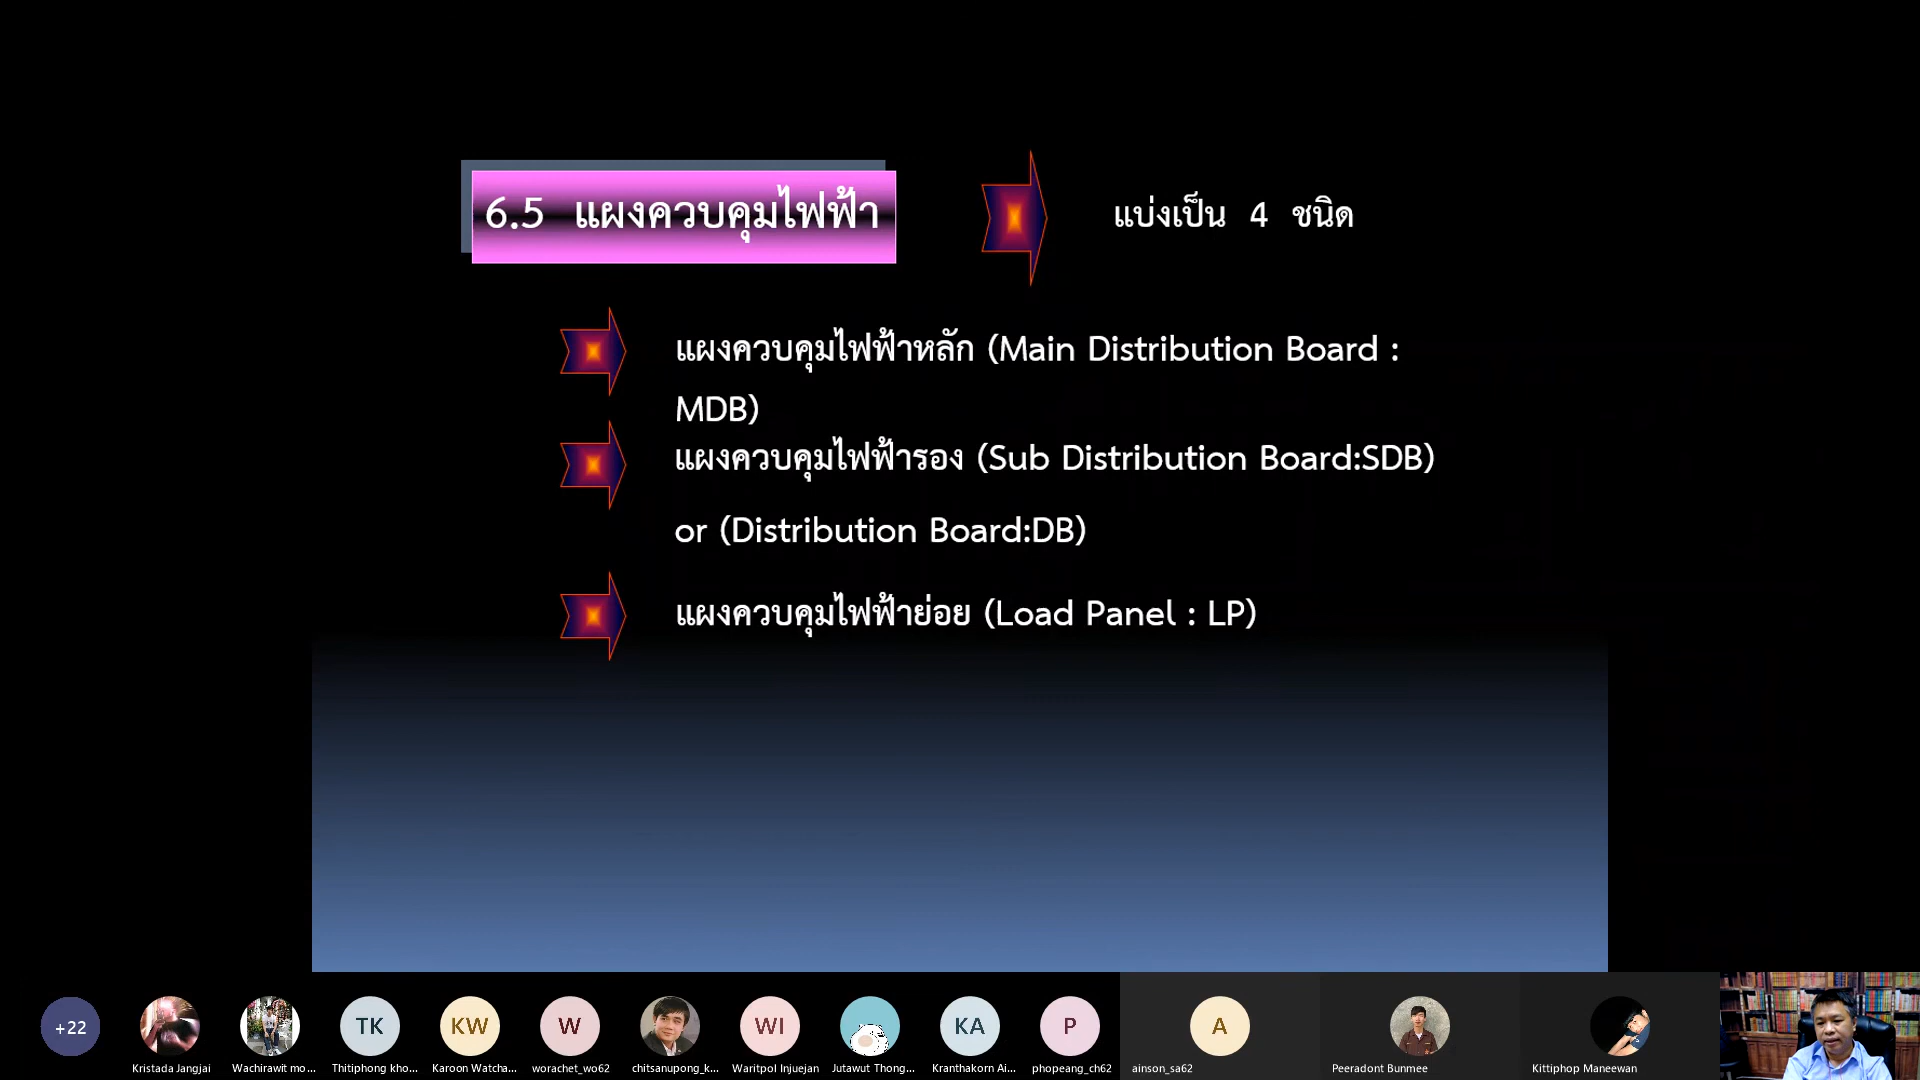 6.5 แผงควบคุมไฟฟ้า
แบ่งเป็น 4 ชนิด
แผงควบคุมไฟฟ้าหลัก (Main Distribution Board :
MDB)
แผงควบคุมไฟฟ้ารอง (Sub Distribution Board:SDB)
or (Distribution Board:DB)
แผงควบคุมไฟฟ้าย่อย (Load Panel : LP)
+22
TK
KW
W
WI
KA
P
A
Kristada Jangjai
Wachirawit mo...
Thitiphong kho...
Karoon Watcha...
worachet_wo62
chitsanupong_k...
Waritpol Injuejan
Jutawut Thong...
Kranthakorn Ai...
phopeang_ch62
ainson_sa62
Peeradont Bunmee
Kittiphop Maneewan